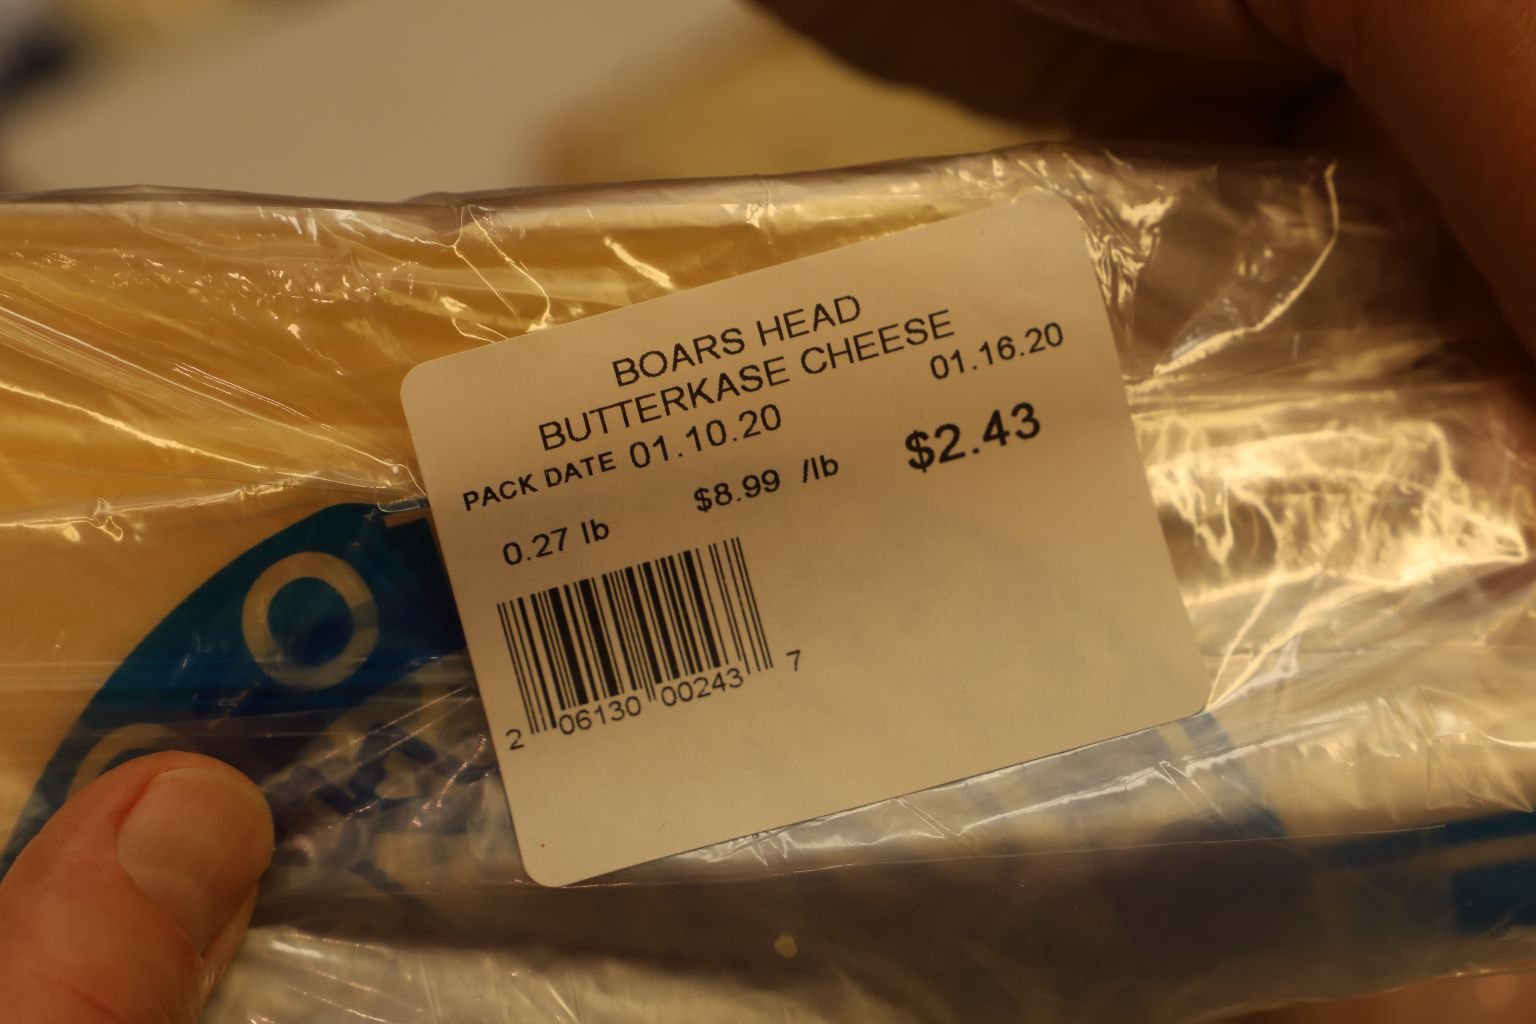 BOARS HEAD
BUTTERKASE CHEESE
PACK DATE 01.10.20 01.16.20
0.27 lb $8.99 /lb $2.43
2 06130 00243 7